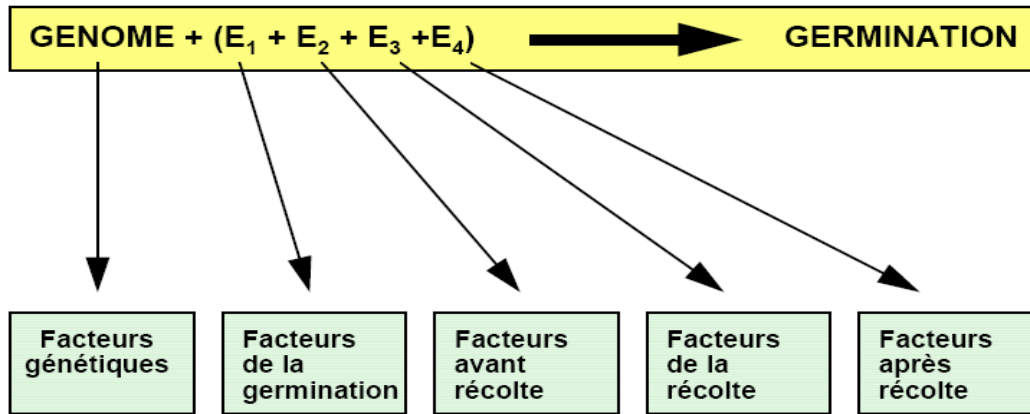 GENOME + (E₁ + E₂ + E₃ +E₄) GERMINATION
Facteurs
génétiques
Facteurs
de la
germination
Facteurs
avant
récolte
Facteurs
de la
récolte
Facteurs
après
récolte